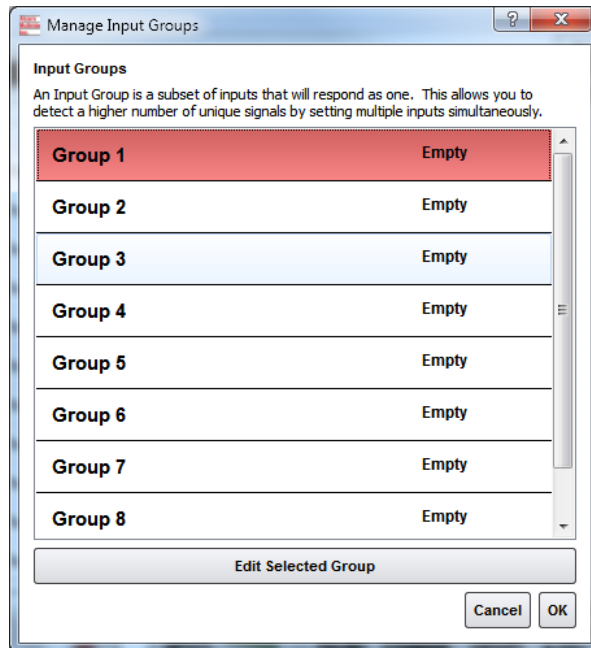 Manage Input Groups
Input Groups
An Input Group is a subset of inputs that will respond as one.  This allows you to
detect a higher number of unique signals by setting multiple inputs simultaneously.
Group 1 Empty
Group 2 Empty
Group 3 Empty
Group 4 Empty
Group 5 Empty
Group 6 Empty
Group 7 Empty
Group 8 Empty
Edit Selected Group
Cancel OK